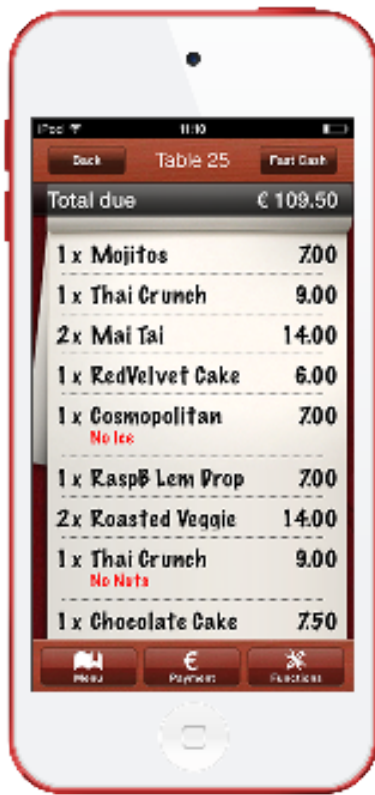 iPod 11:10
Back Table 25 Fast Cash
Total due € 109.50
1 x Mojitos 7.00
1 x Thai Crunch 9.00
2 x Mai Tai 14.00
1 x RedVelvet Cake 6.00
1 x Cosmopolitan 7.00
No Ice
1 x RaspB Lem Drop 7.00
2 x Roasted Veggie 14.00
1 x Thai Crunch 9.00
No Nuts
1 x Chocolate Cake 7.50
€
Menu Payment Functions